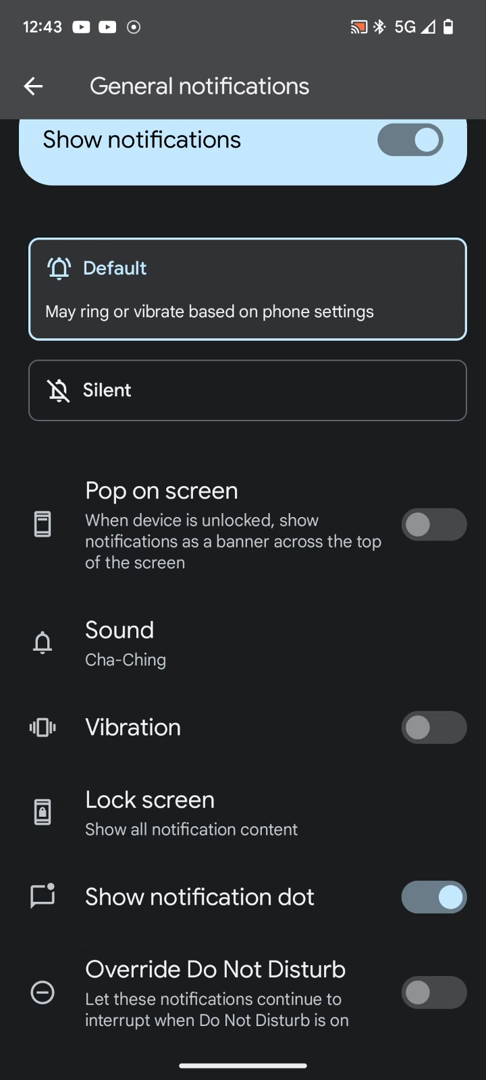 12:43
5G
General notifications
Show notifications
Default
May ring or vibrate based on phone settings
Silent
Pop on screen
When device is unlocked, show
notifications as a banner across the top
of the screen
Sound
Cha-Ching
Vibration
Lock screen
Show all notification content
Show notification dot
Override Do Not Disturb
Let these notifications continue to
interrupt when Do Not Disturb is on